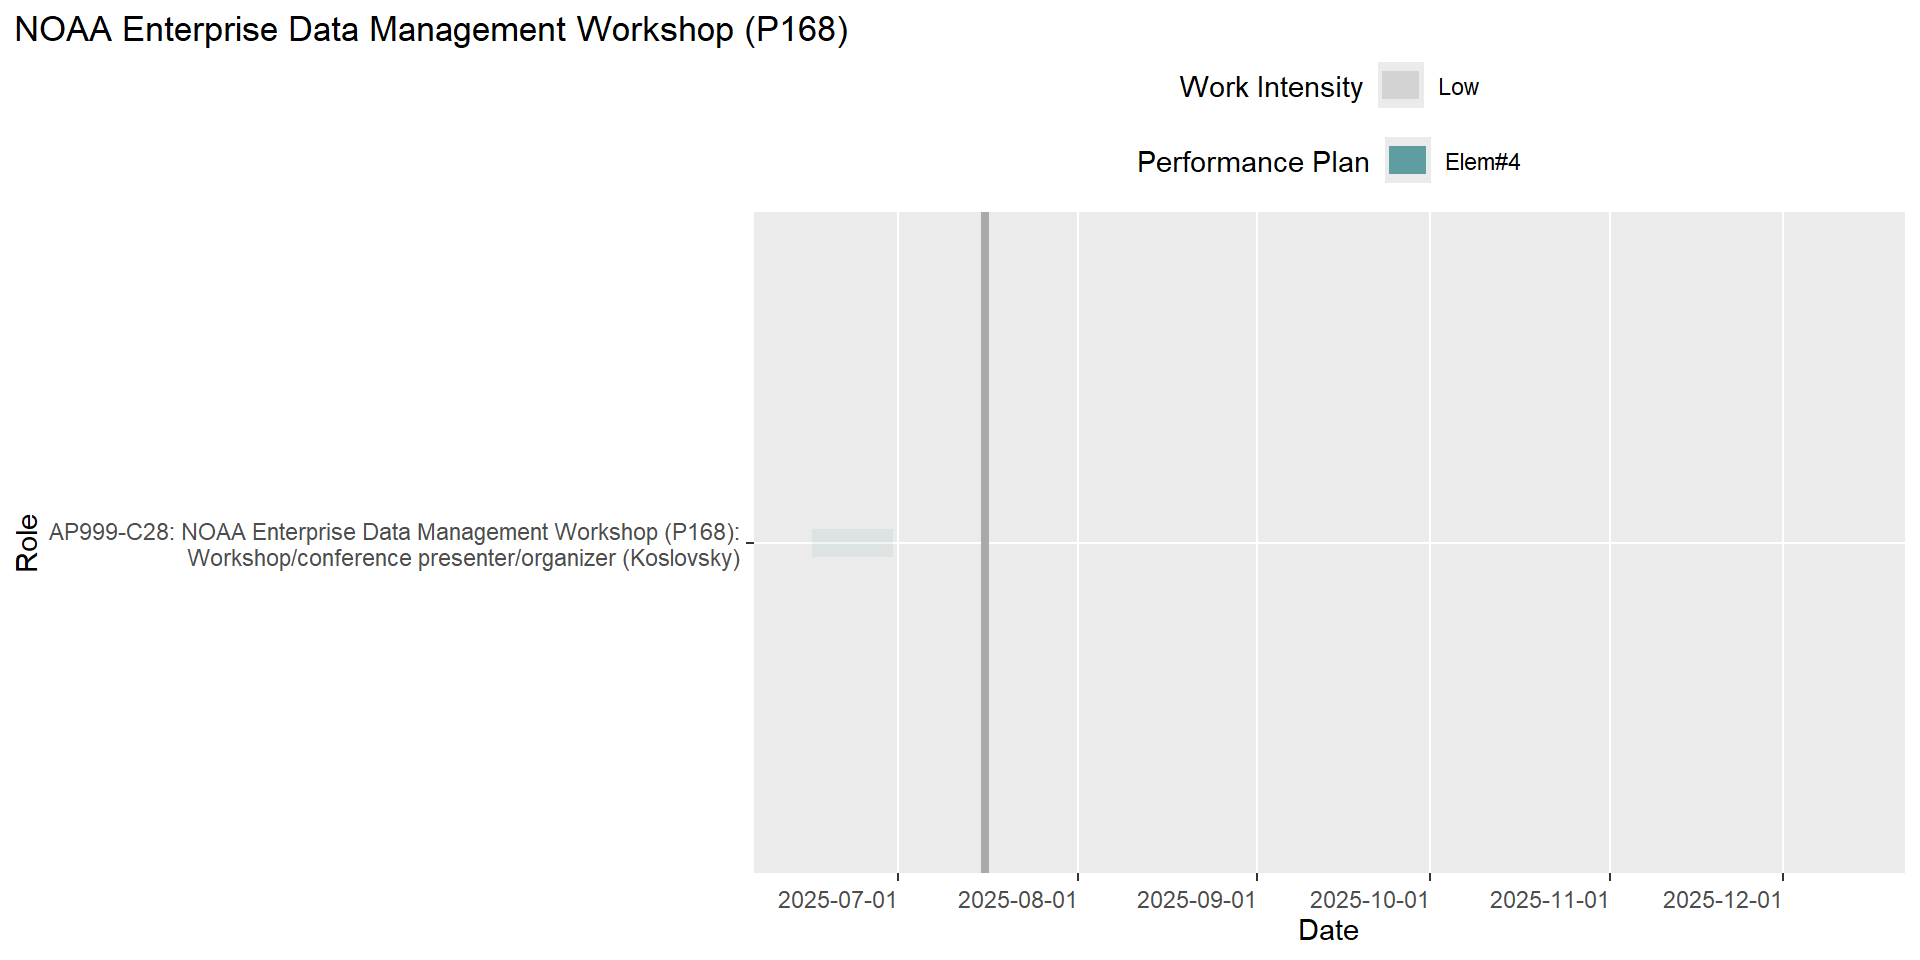 NOAA Enterprise Data Management Workshop (P168)
Work Intensity Low
Performance Plan Elem#4
Role
AP999-C28: NOAA Enterprise Data Management Workshop (P168):
Workshop/conference presenter/organizer (Koslovsky)
2025-07-01 2025-08-01 2025-09-01 2025-10-01 2025-11-01 2025-12-01
Date